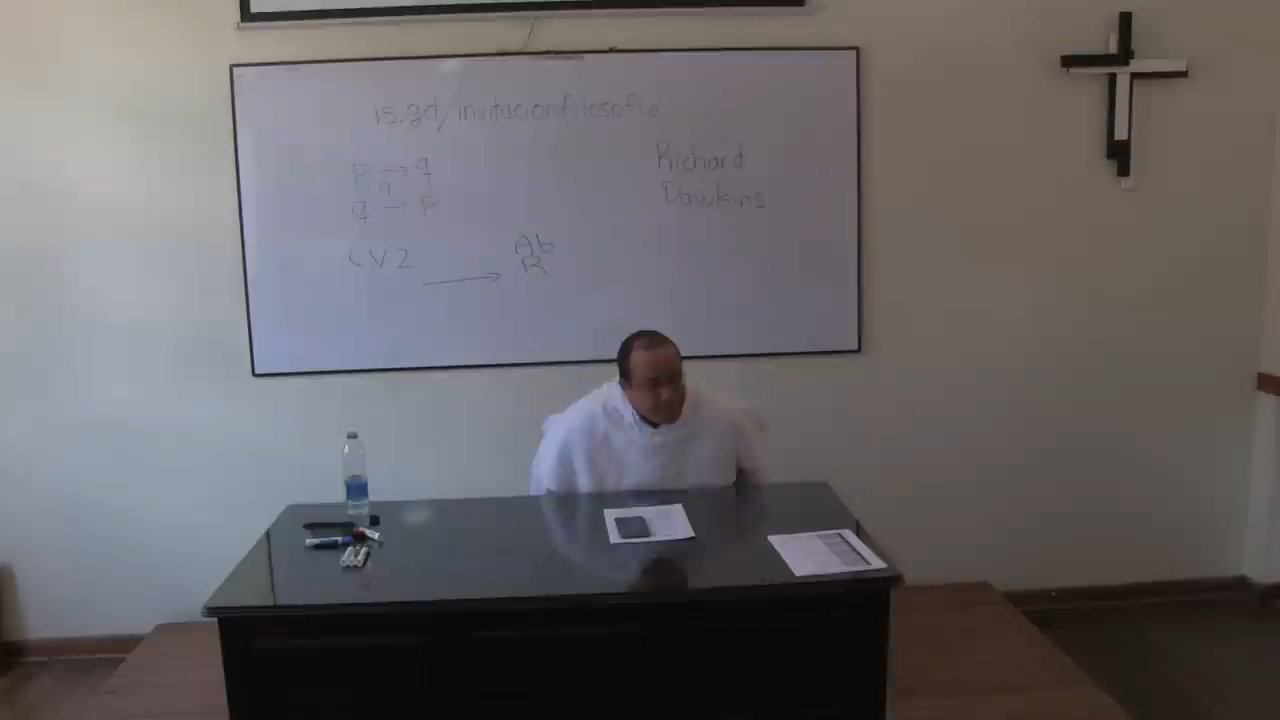 is.gd/invitacionfilosofia
Richard
Dawkins
p → q
∩
q → p
CV2 → Ab
R